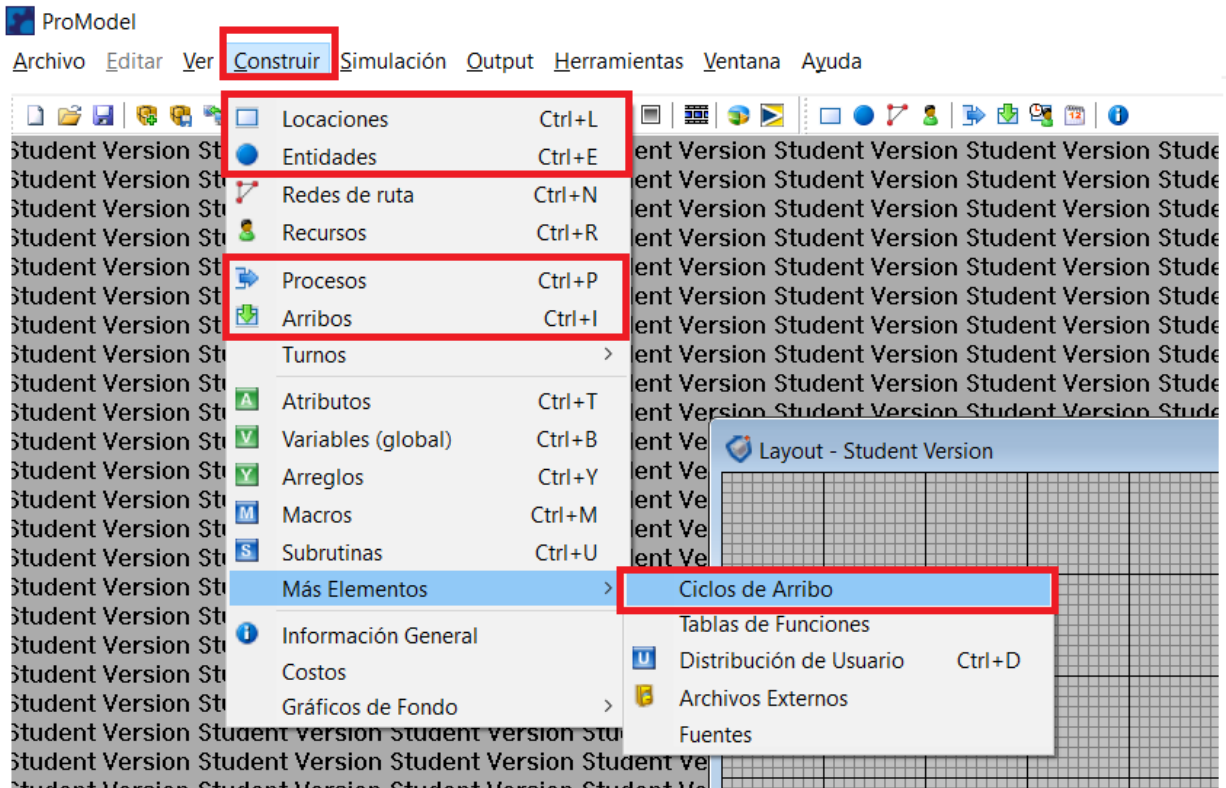 ProModel
Archivo Editar Ver Construir Simulación Output Herramientas Ventana Ayuda
Locaciones Ctrl+L
Entidades Ctrl+E
Redes de ruta Ctrl+N
Recursos Ctrl+R
Procesos Ctrl+P
Arribos Ctrl+I
Turnos
Atributos Ctrl+T
Variables (global) Ctrl+B
Arreglos Ctrl+Y
Macros Ctrl+M
Subrutinas Ctrl+U
Más Elementos
Información General
Costos
Gráficos de Fondo
Ciclos de Arribo
Tablas de Funciones
Distribución de Usuario Ctrl+D
Archivos Externos
Fuentes
Layout - Student Version
Student Version Student Version Student Version Student